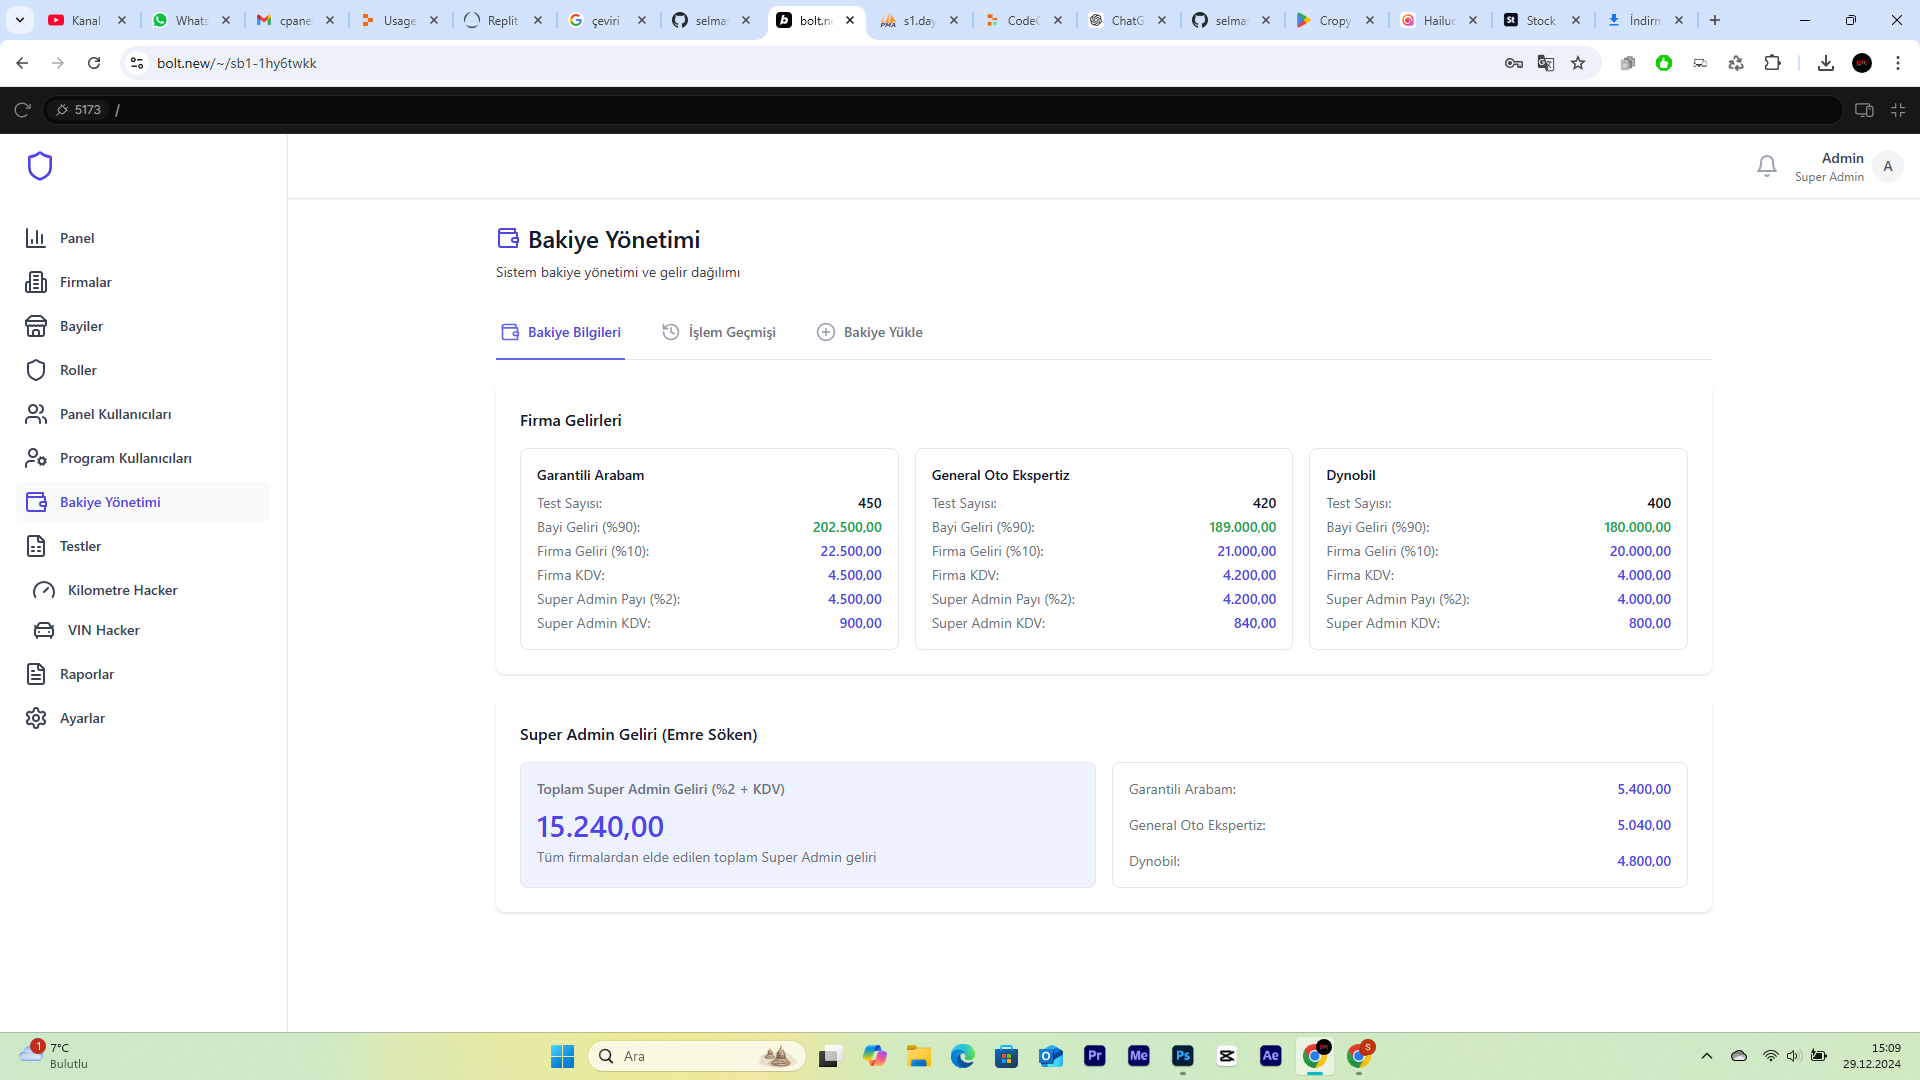 Kanal
Whats
cpane
Usage
Replit
çeviri
selmas
bolt.ne
s1.day
CodeC
ChatG
selmas
Cropy
Hailuo
Stock
İndirm
bolt.new/~/sb1-1hy6twkk
5173 /
Admin
Super Admin
A
Panel
Firmalar
Bayiler
Roller
Panel Kullanıcıları
Program Kullanıcıları
Bakiye Yönetimi
Testler
Kilometre Hacker
VIN Hacker
Raporlar
Ayarlar
Bakiye Yönetimi
Sistem bakiye yönetimi ve gelir dağılımı
Bakiye Bilgileri
İşlem Geçmişi
Bakiye Yükle
Firma Gelirleri
Garantili Arabam
Test Sayısı: 450
Bayi Geliri (%90): 202.500,00
Firma Geliri (%10): 22.500,00
Firma KDV: 4.500,00
Super Admin Payı (%2): 4.500,00
Super Admin KDV: 900,00
General Oto Ekspertiz
Test Sayısı: 420
Bayi Geliri (%90): 189.000,00
Firma Geliri (%10): 21.000,00
Firma KDV: 4.200,00
Super Admin Payı (%2): 4.200,00
Super Admin KDV: 840,00
Dynobil
Test Sayısı: 400
Bayi Geliri (%90): 180.000,00
Firma Geliri (%10): 20.000,00
Firma KDV: 4.000,00
Super Admin Payı (%2): 4.000,00
Super Admin KDV: 800,00
Super Admin Geliri (Emre Söken)
Toplam Super Admin Geliri (%2 + KDV)
15.240,00
Tüm firmalardan elde edilen toplam Super Admin geliri
Garantili Arabam: 5.400,00
General Oto Ekspertiz: 5.040,00
Dynobil: 4.800,00
1
7°C
Bulutlu
Ara
Pr
Me
Ps
Ae
S
15:09
29.12.2024